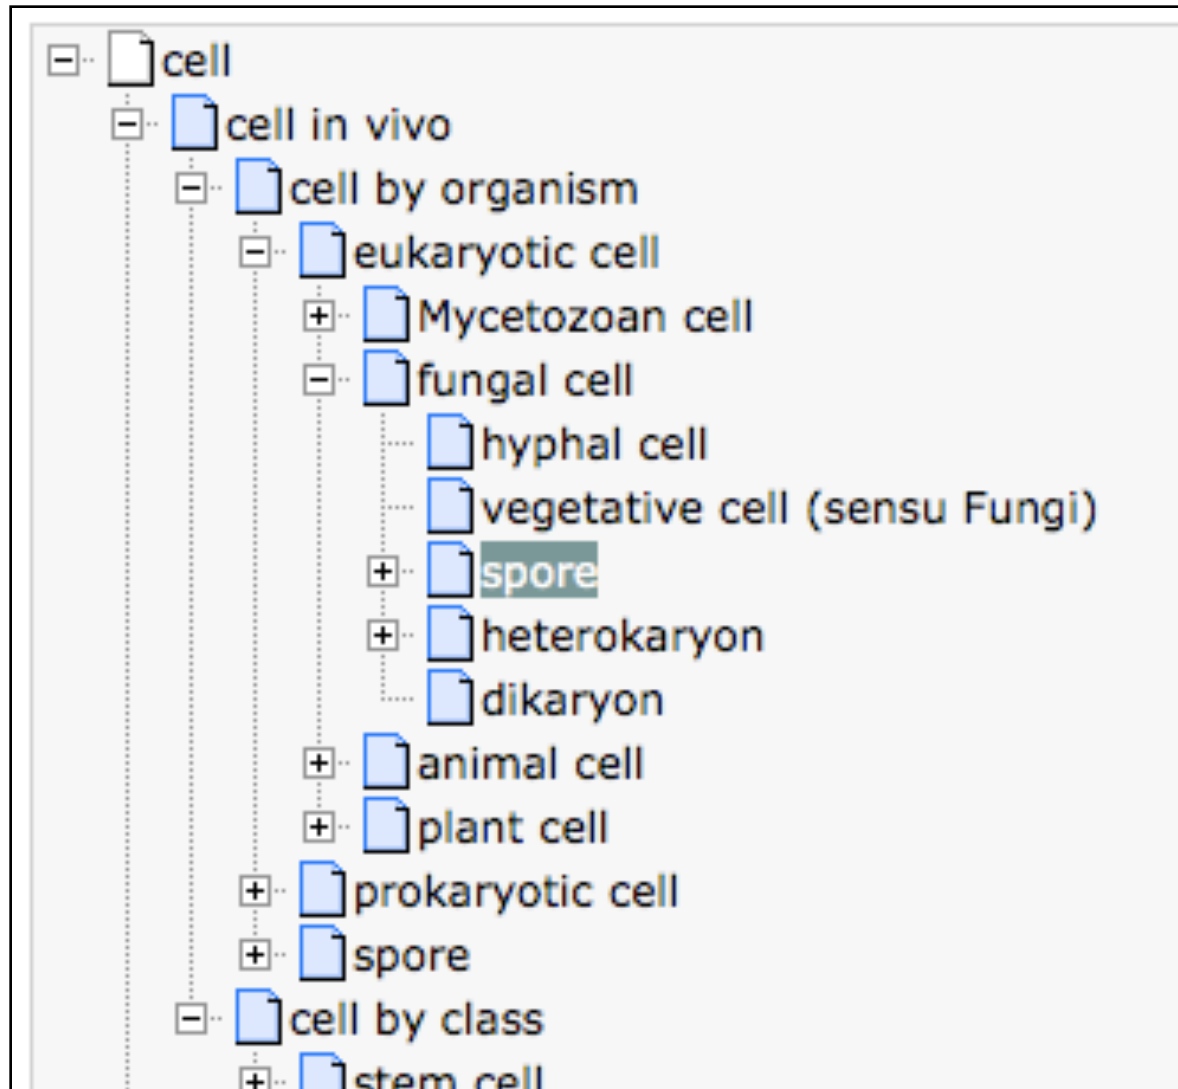 cell
cell in vivo
cell by organism
eukaryotic cell
Mycetozoan cell
fungal cell
hyphal cell
vegetative cell (sensu Fungi)
spore
heterokaryon
dikaryon
animal cell
plant cell
prokaryotic cell
spore
cell by class
stem cell